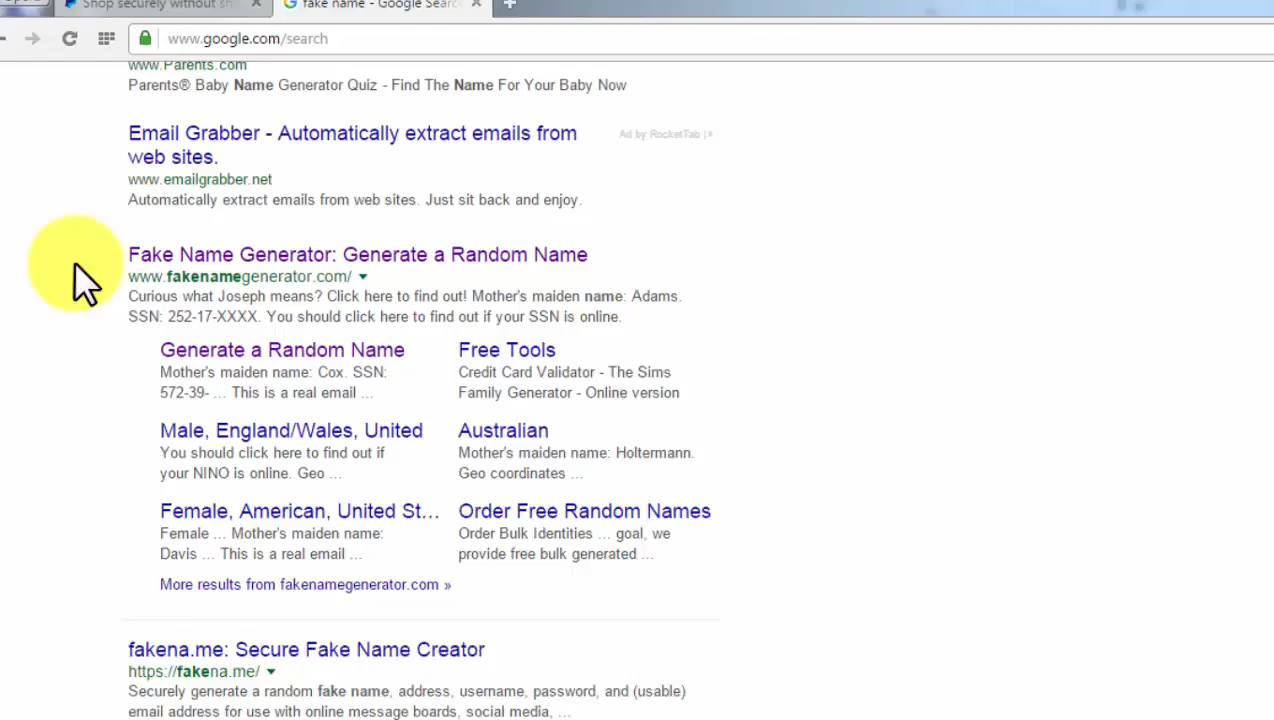 Shop securely without sh
fake name - Google Searc
www.google.com/search
www.Parents.com
Parents® Baby Name Generator Quiz - Find The Name For Your Baby Now
Email Grabber - Automatically extract emails from
web sites.
Ad by RocketTab
www.emailgrabber.net
Automatically extract emails from web sites. Just sit back and enjoy.
Fake Name Generator: Generate a Random Name
www.fakenamegenerator.com/
Curious what Joseph means? Click here to find out! Mother's maiden name: Adams.
SSN: 252-17-XXXX. You should click here to find out if your SSN is online.
Generate a Random Name
Mother's maiden name: Cox. SSN:
572-39- ... This is a real email ...
Free Tools
Credit Card Validator - The Sims
Family Generator - Online version
Male, England/Wales, United
You should click here to find out if
your NINO is online. Geo ...
Australian
Mother's maiden name: Holtermann.
Geo coordinates ...
Female, American, United St...
Female ... Mother's maiden name:
Davis ... This is a real email ...
Order Free Random Names
Order Bulk Identities ... goal, we
provide free bulk generated ...
More results from fakenamegenerator.com »
fakena.me: Secure Fake Name Creator
https://fakena.me/
Securely generate a random fake name, address, username, password, and (usable)
email address for use with online message boards, social media, ...